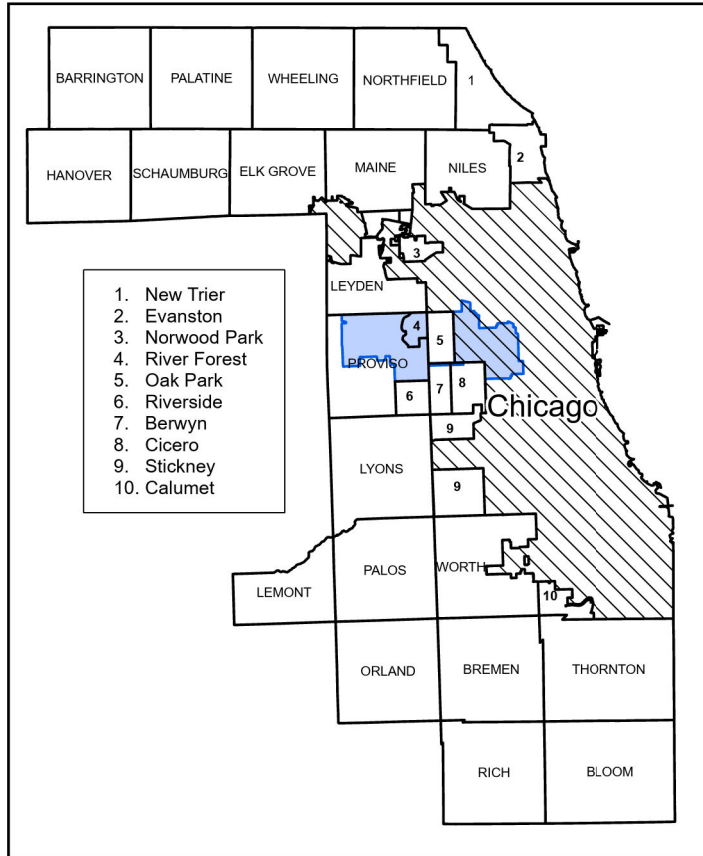 BARRINGTON
PALATINE
WHEELING
NORTHFIELD
1
HANOVER
SCHAUMBURG
ELK GROVE
MAINE
NILES
2
3
LEYDEN
1. New Trier
2. Evanston
3. Norwood Park
4. River Forest
5. Oak Park
6. Riverside
7. Berwyn
8. Cicero
9. Stickney
10. Calumet
4
5
PROVISO
6
7
8
Chicago
9
LYONS
9
LEMONT
PALOS
WORTH
10
ORLAND
BREMEN
THORNTON
RICH
BLOOM